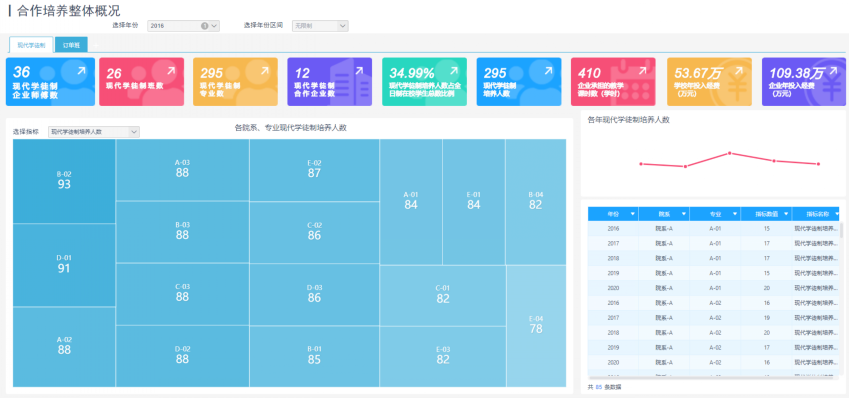 合作培养整体概况
选择年份 2016 选择年份区间 无限制
现代学徒制 订单班
36
现代学徒制
企业师傅数
26
现代学徒制班数
295
现代学徒制
专业数
12
现代学徒制
合作企业数
34.99%
现代学徒制培养人数占全
日制在校学生总数比例
295
现代学徒制
培养人数
410
企业承担的教学
课时数（学时）
53.67万
学校年投入经费
（万元）
109.38万
企业年投入经费
（万元）
选择指标 现代学徒制培养人数
各院系、专业现代学徒制培养人数
B-02
93
D-01
91
A-02
88
A-03
88
B-03
88
C-03
88
D-02
88
E-02
87
C-02
86
D-03
86
B-01
85
A-01
84
E-01
84
B-04
82
C-01
82
E-03
82
E-04
78
各年现代学徒制培养人数
年份 院系 专业 指标数值 指标名称
2016 院系-A A-01 15 现代学徒制培养...
2017 院系-A A-01 17 现代学徒制培养...
2018 院系-A A-01 17 现代学徒制培养...
2019 院系-A A-01 15 现代学徒制培养...
2020 院系-A A-01 20 现代学徒制培养...
2016 院系-A A-02 16 现代学徒制培养...
2017 院系-A A-02 19 现代学徒制培养...
2018 院系-A A-02 20 现代学徒制培养...
2019 院系-A A-02 17 现代学徒制培养...
2020 院系-A A-02 16 现代学徒制培养...
共 85 条数据